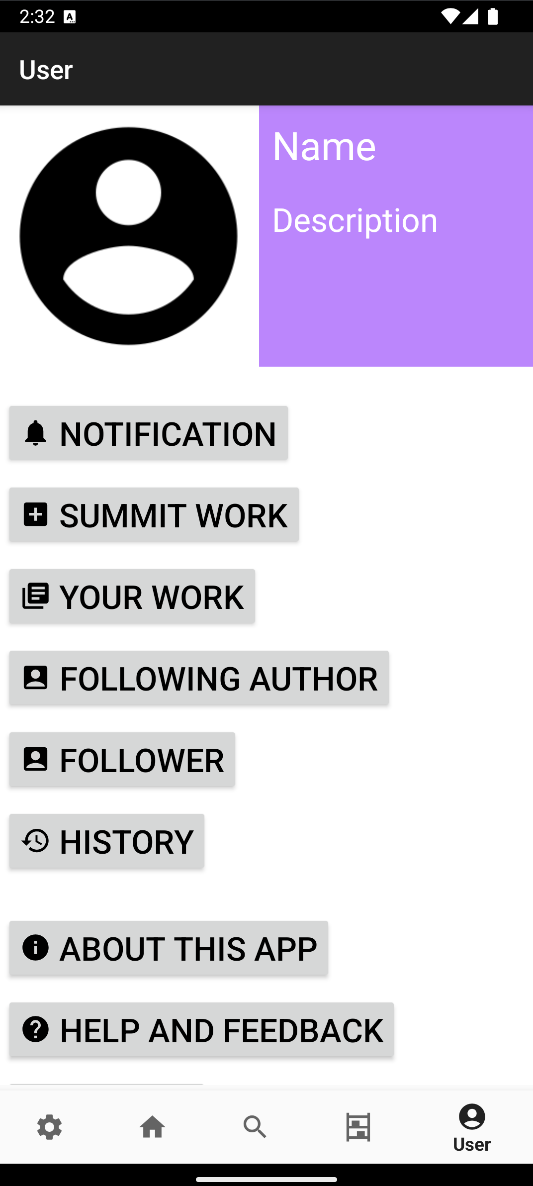 2:32
User
Name
Description
NOTIFICATION
SUMMIT WORK
YOUR WORK
FOLLOWING AUTHOR
FOLLOWER
HISTORY
ABOUT THIS APP
HELP AND FEEDBACK
User